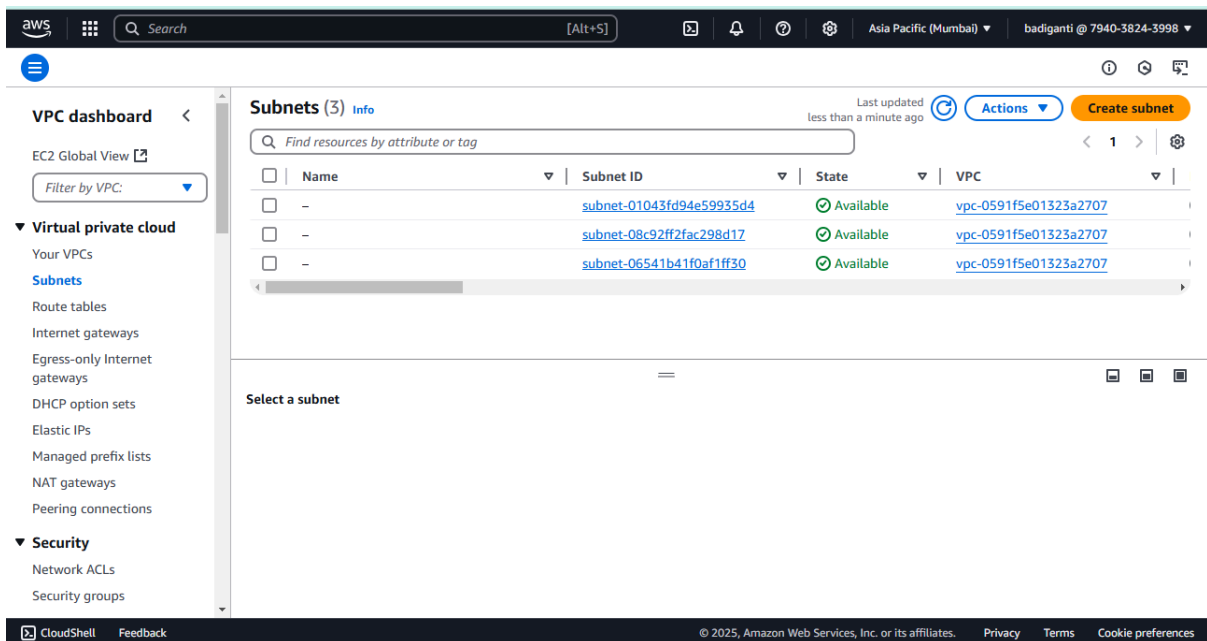 aws
Search [Alt+S] Asia Pacific (Mumbai) badiganti @ 7940-3824-3998
VPC dashboard
EC2 Global View
Filter by VPC:
Virtual private cloud
Your VPCs
Subnets
Route tables
Internet gateways
Egress-only Internet
gateways
DHCP option sets
Elastic IPs
Managed prefix lists
NAT gateways
Peering connections
Security
Network ACLs
Security groups
Subnets (3) Info
Last updated
less than a minute ago
Actions
Create subnet
Find resources by attribute or tag
1
Name Subnet ID State VPC
– subnet-01043fd94e59935d4 Available vpc-0591f5e01323a2707
– subnet-08c92ff2fac298d17 Available vpc-0591f5e01323a2707
– subnet-06541b41f0af1ff30 Available vpc-0591f5e01323a2707
Select a subnet
CloudShell Feedback © 2025, Amazon Web Services, Inc. or its affiliates. Privacy Terms Cookie preferences